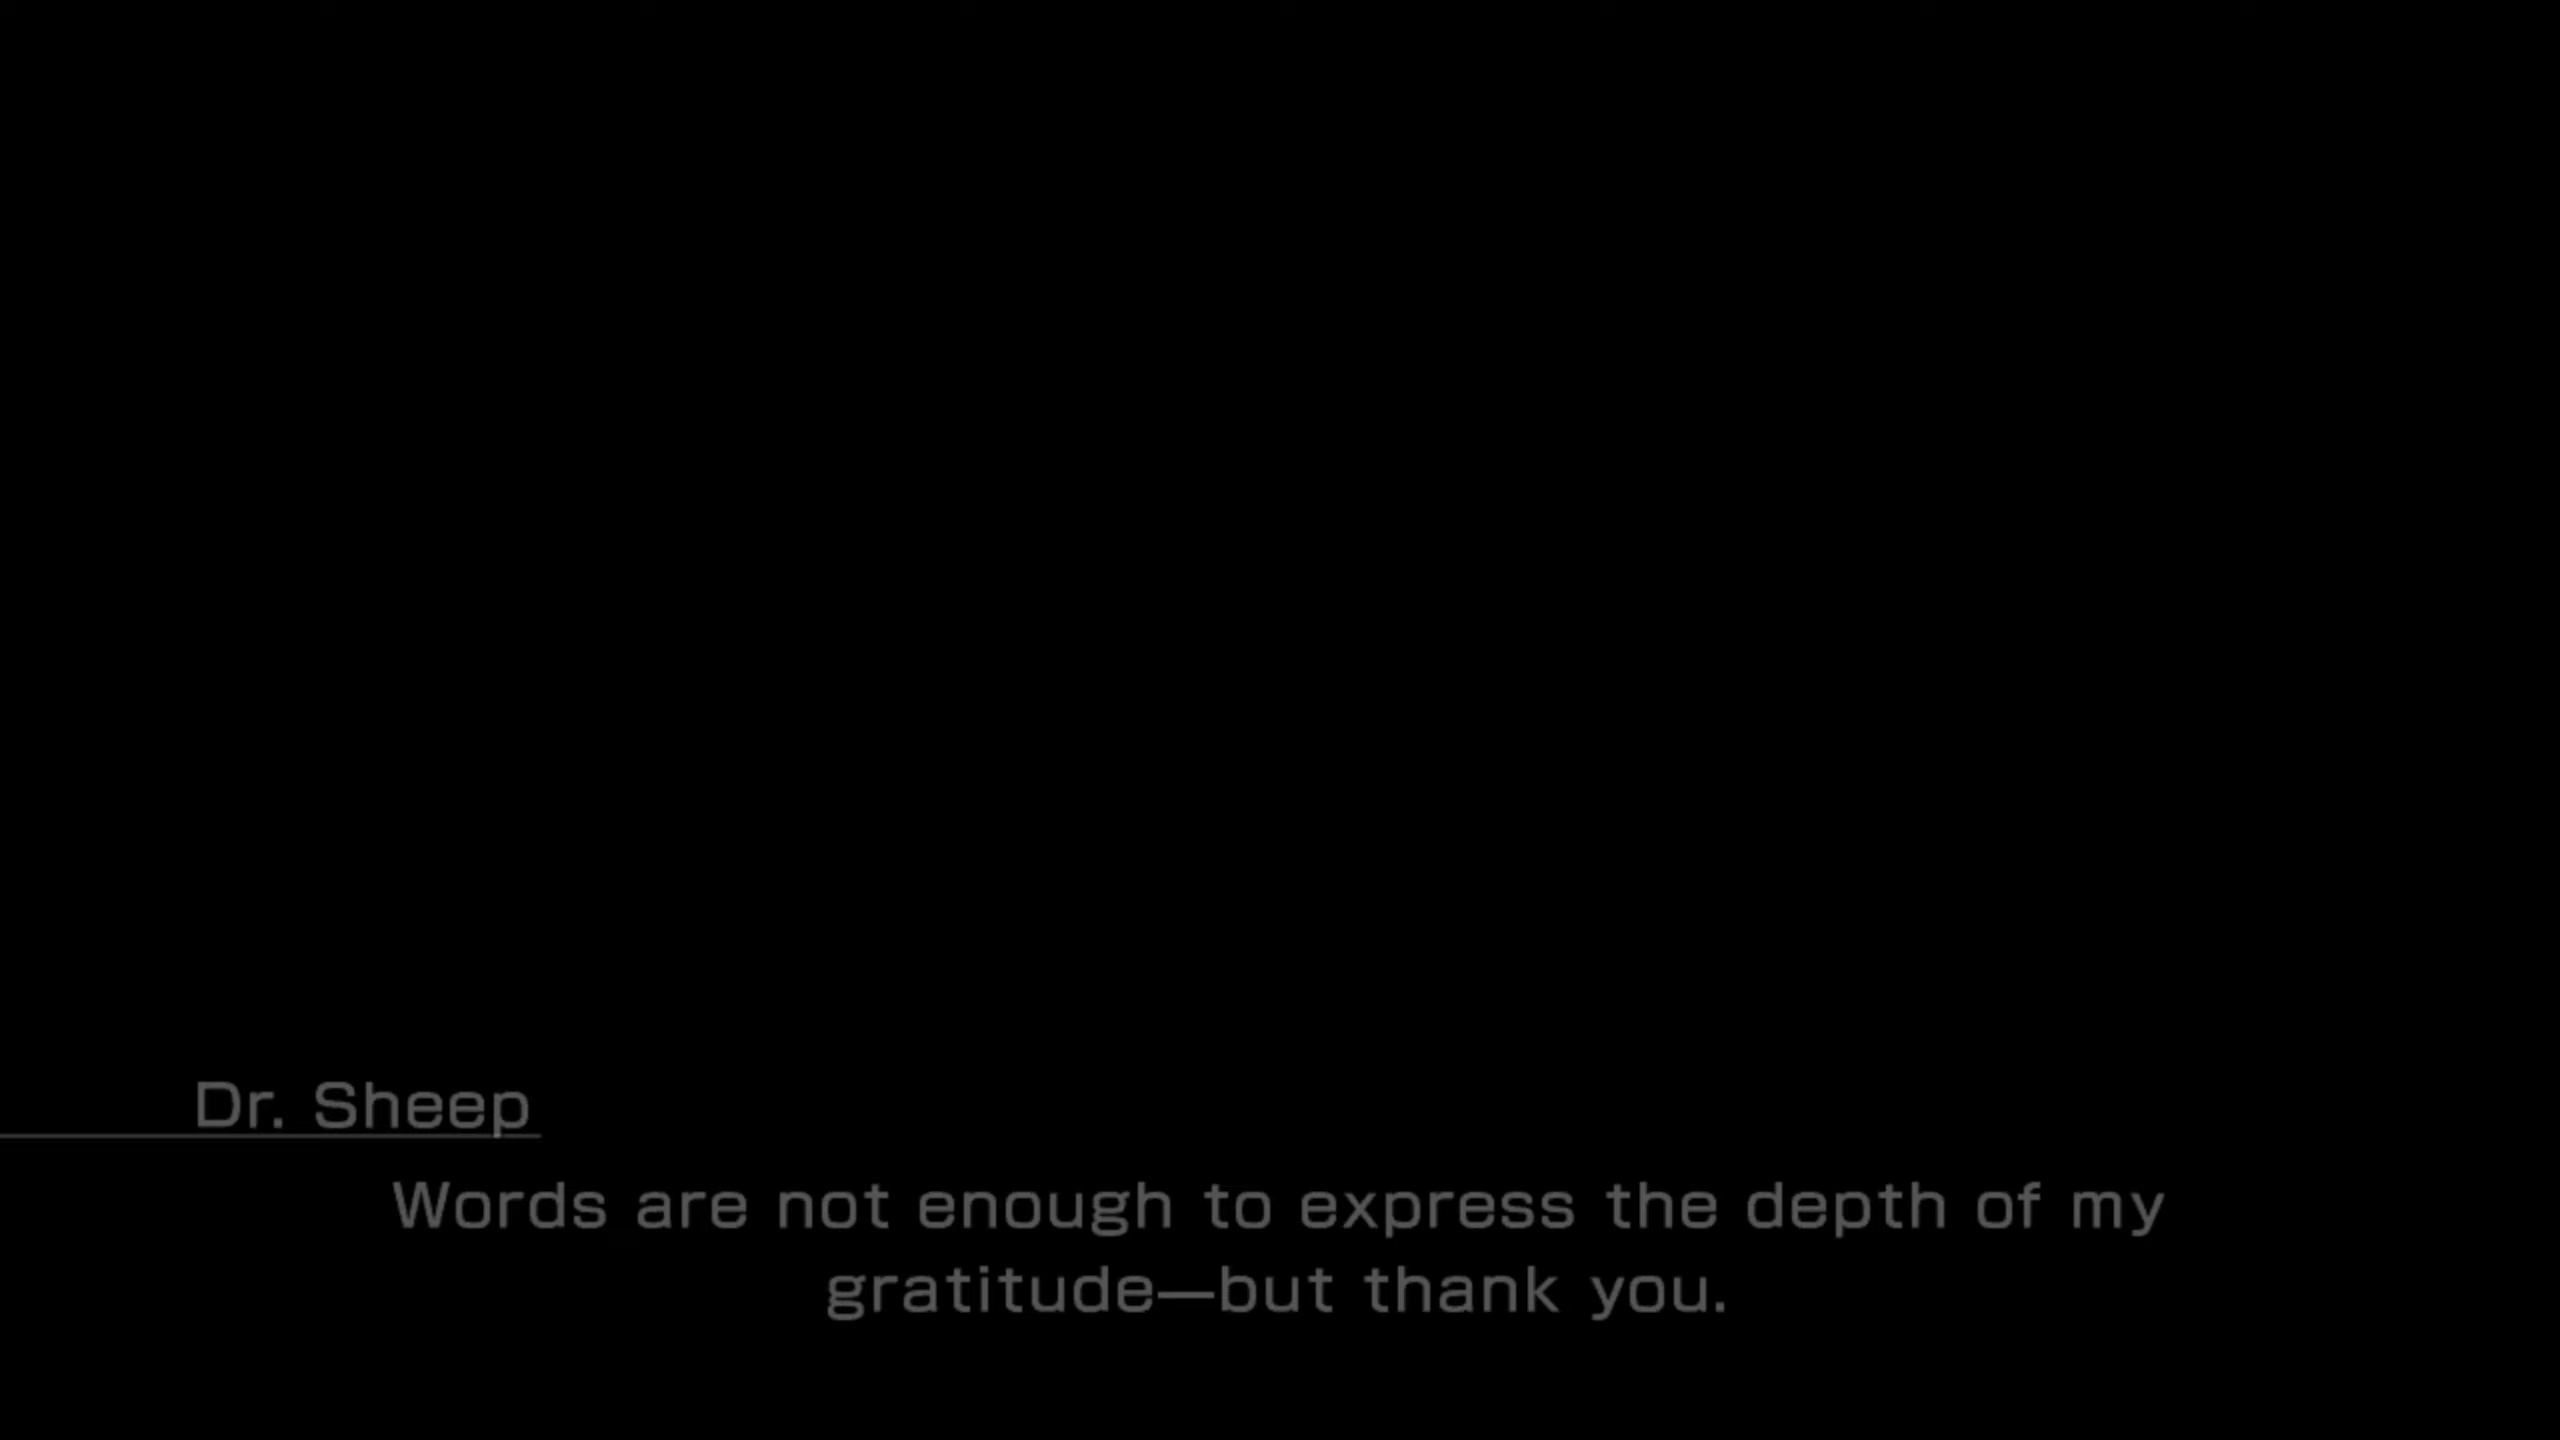 Dr. Sheep
Words are not enough to express the depth of my
gratitude—but thank you.